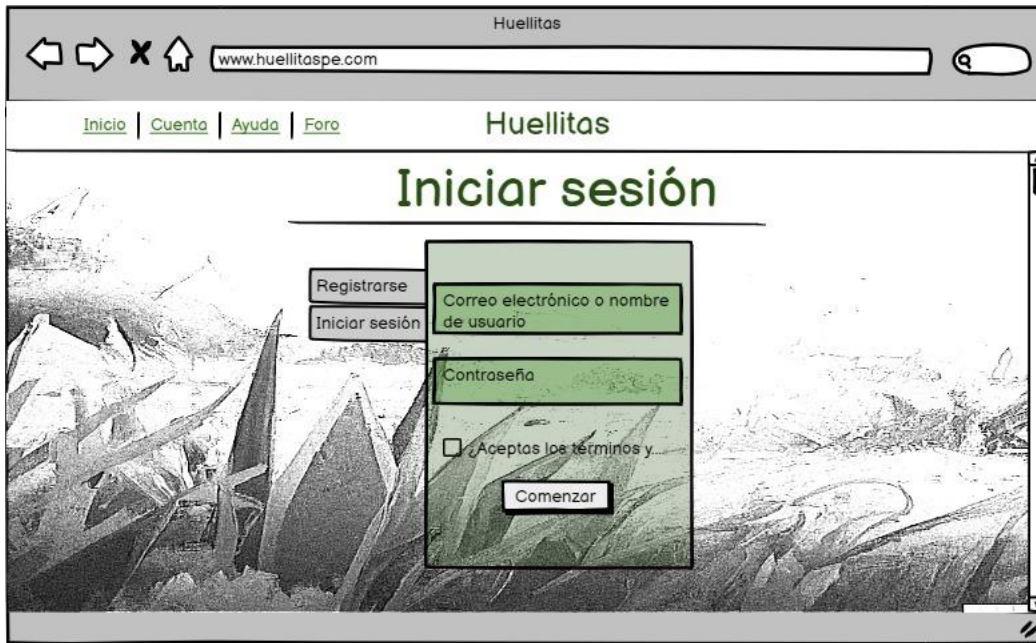 Huellitas
www.huellitaspe.com
Inicio | Cuenta | Ayuda | Foro
Huellitas
Iniciar sesión
Registrarse
Iniciar sesión
Correo electrónico o nombre
de usuario
Contraseña
¿Aceptas los términos y...
Comenzar